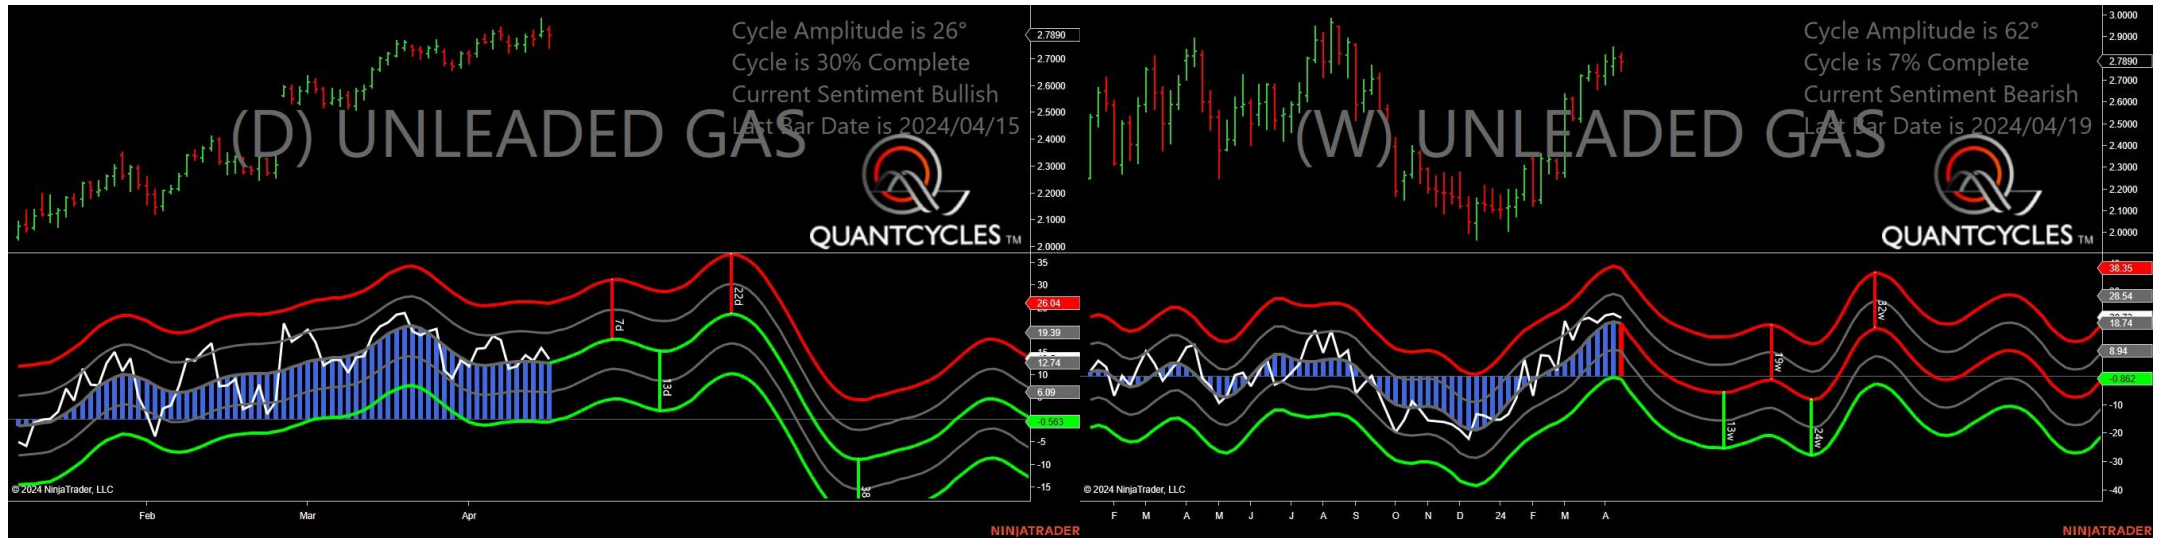 Cycle Amplitude is 26°
Cycle is 30% Complete
Current Sentiment Bullish
Last Bar Date is 2024/04/15
(D) UNLEADED GAS
QUANTCYCLES TM
2.7890
2.7000
2.6000
2.5000
2.4000
2.3000
2.2000
2.1000
2.0000
35
30
26.04
19.39
12.74
10
6.09
-0.563
-5
-10
-15
7d
13d
22d
38
© 2024 NinjaTrader, LLC
Feb Mar Apr
NINJATRADER
Cycle Amplitude is 62°
Cycle is 7% Complete
Current Sentiment Bearish
Last Bar Date is 2024/04/19
(W) UNLEADED GAS
QUANTCYCLES TM
3.0000
2.9000
2.7890
2.7000
2.6000
2.5000
2.4000
2.3000
2.2000
2.1000
2.0000
38.35
28.54
18.74
8.94
-0.862
-10
-20
-30
-40
13w
19w
24w
32w
© 2024 NinjaTrader, LLC
F M A M J J A S O N D 24 F M A
NINJATRADER